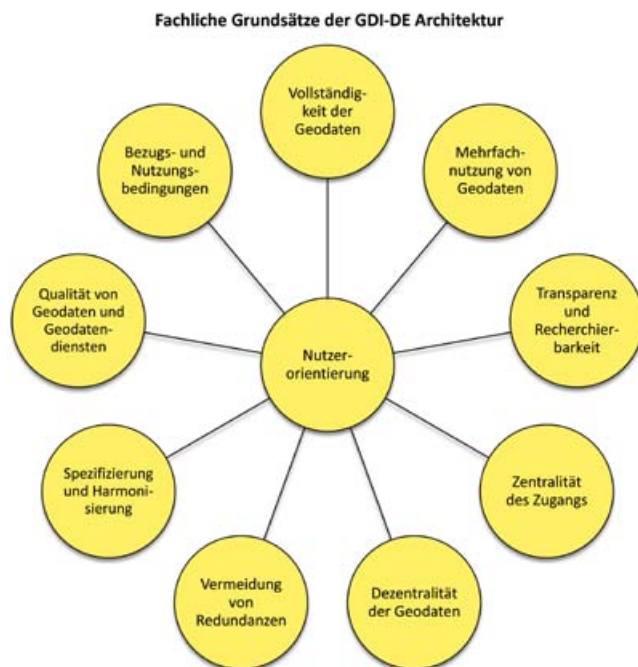 Fachliche Grundsätze der GDI-DE Architektur
Vollständig-
keit der
Geodaten
Mehrfach-
nutzung von
Geodaten
Transparenz
und
Recherchier-
barkeit
Zentralität
des Zugangs
Dezentralität
der Geodaten
Vermeidung
von
Redundanzen
Spezifizierung
und Harmoni-
sierung
Qualität von
Geodaten und
Geodaten-
diensten
Bezugs- und
Nutzungs-
bedingungen
Nutzer-
orientierung